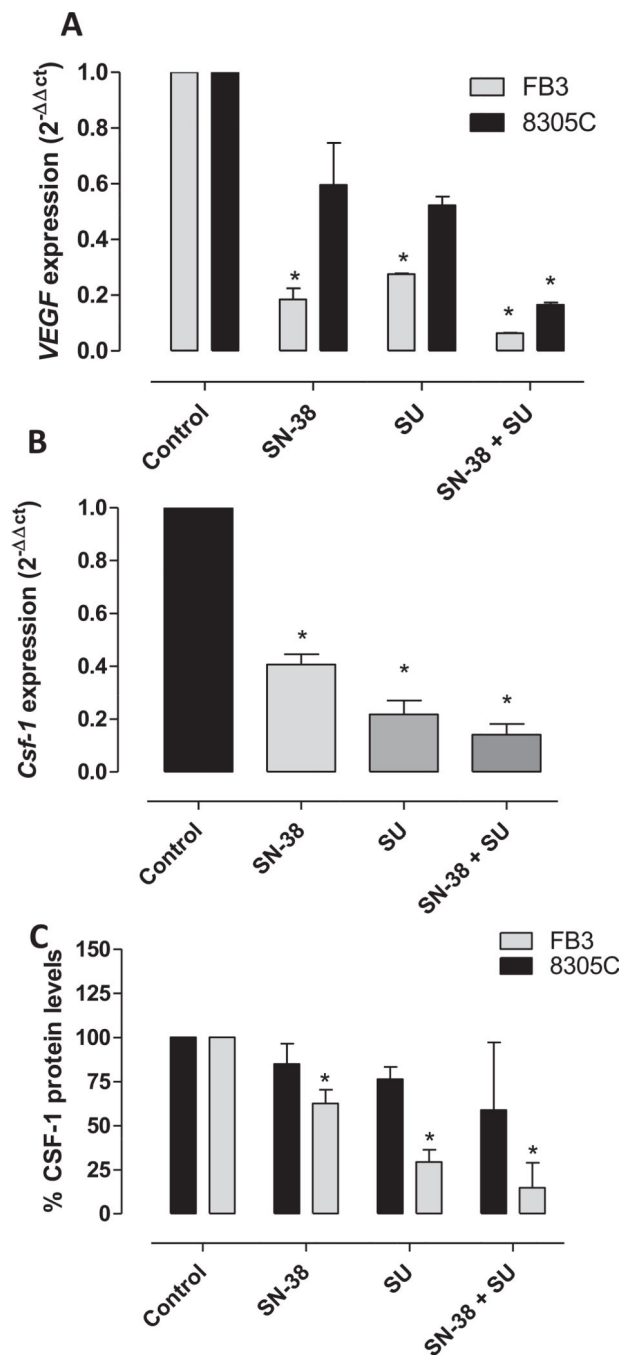 A
VEGF expression (2^-ΔΔct)
1.0
0.8
0.6
0.4
0.2
0.0
FB3
8305C
*
*
*
*
Control
SN-38
SU
SN-38 + SU
B
Csf-1 expression (2^-ΔΔct)
1.0
0.8
0.6
0.4
0.2
0.0
*
*
*
Control
SN-38
SU
SN-38 + SU
C
% CSF-1 protein levels
150
125
100
75
50
25
0
FB3
8305C
*
*
*
Control
SN-38
SU
SN-38 + SU